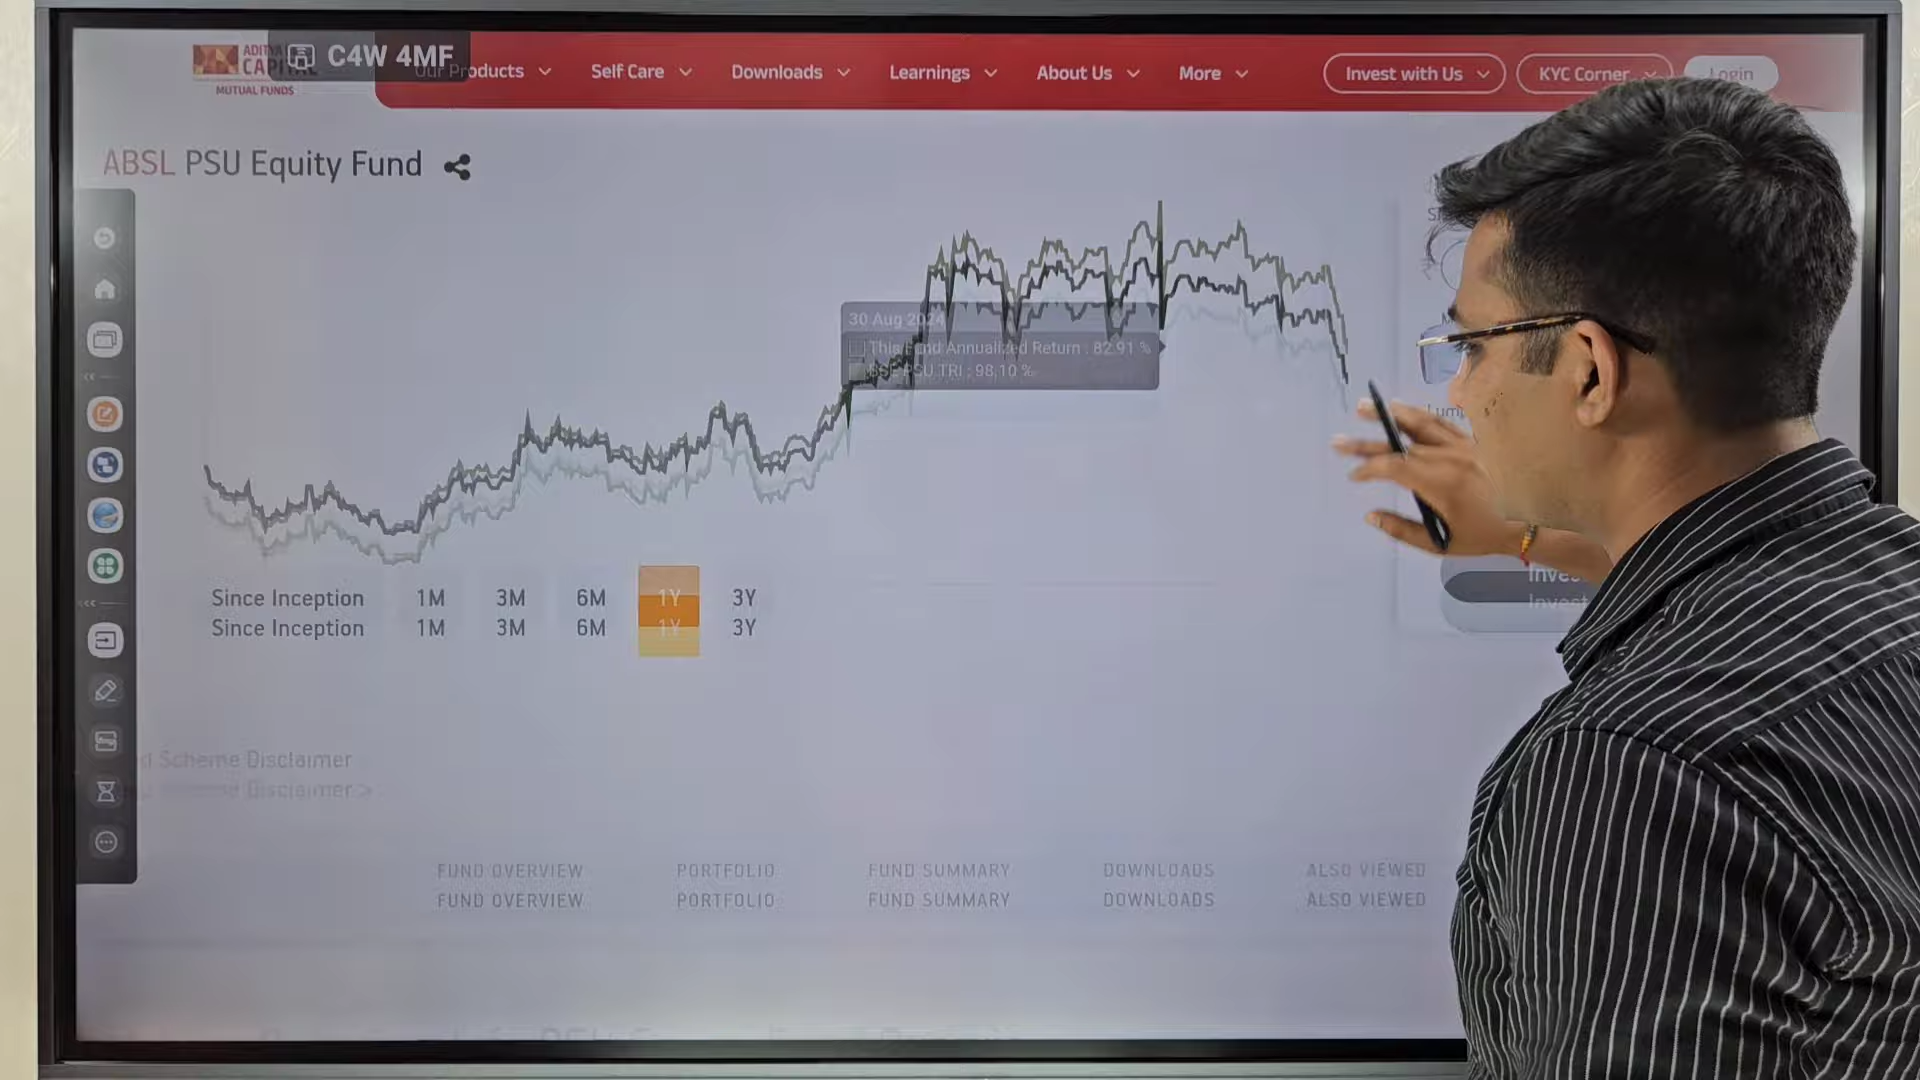 C4W 4MF
MUTUAL FUNDS
Our Products
Self Care
Downloads
Learnings
About Us
More
Invest with Us
KYC Corner
Login
ABSL PSU Equity Fund
30 Aug 2024
This Fund Annualized Return : 82.91 %
BSE PSU TRI : 98.10 %
Since Inception 1M 3M 6M 1Y 3Y
Since Inception 1M 3M 6M 1Y 3Y
Scheme Disclaimer
Disclaimer >
FUND OVERVIEW PORTFOLIO FUND SUMMARY DOWNLOADS ALSO VIEWED
FUND OVERVIEW PORTFOLIO FUND SUMMARY DOWNLOADS ALSO VIEWED